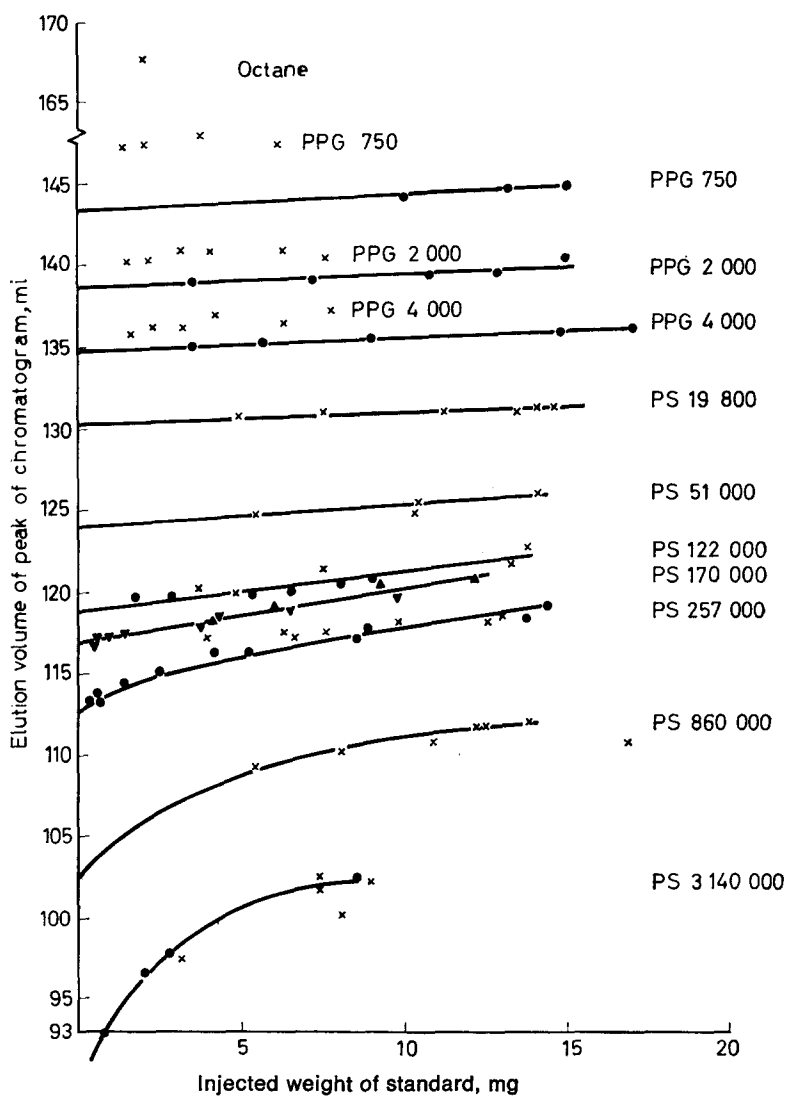 170
Octane
165
PPG 750
145
PPG 750
140
PPG 2 000
PPG 2 000
PPG 4 000
PPG 4 000
135
PS 19 800
130
PS 51 000
125
PS 122 000
120
PS 170 000
PS 257 000
115
PS 860 000
110
105
PS 3 140 000
100
95
93
5
10
15
20
Elution volume of peak of chromatogram, mi
Injected weight of standard, mg